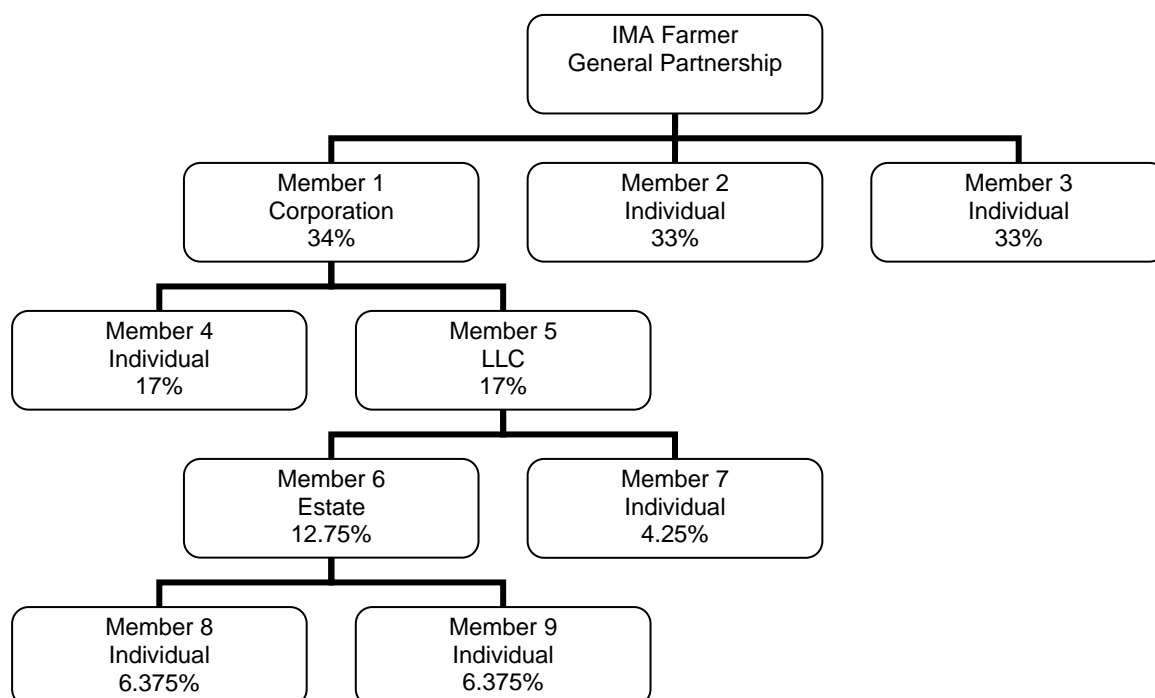 IMA Farmer
General Partnership
Member 1
Corporation
34%
Member 2
Individual
33%
Member 3
Individual
33%
Member 4
Individual
17%
Member 5
LLC
17%
Member 6
Estate
12.75%
Member 7
Individual
4.25%
Member 8
Individual
6.375%
Member 9
Individual
6.375%